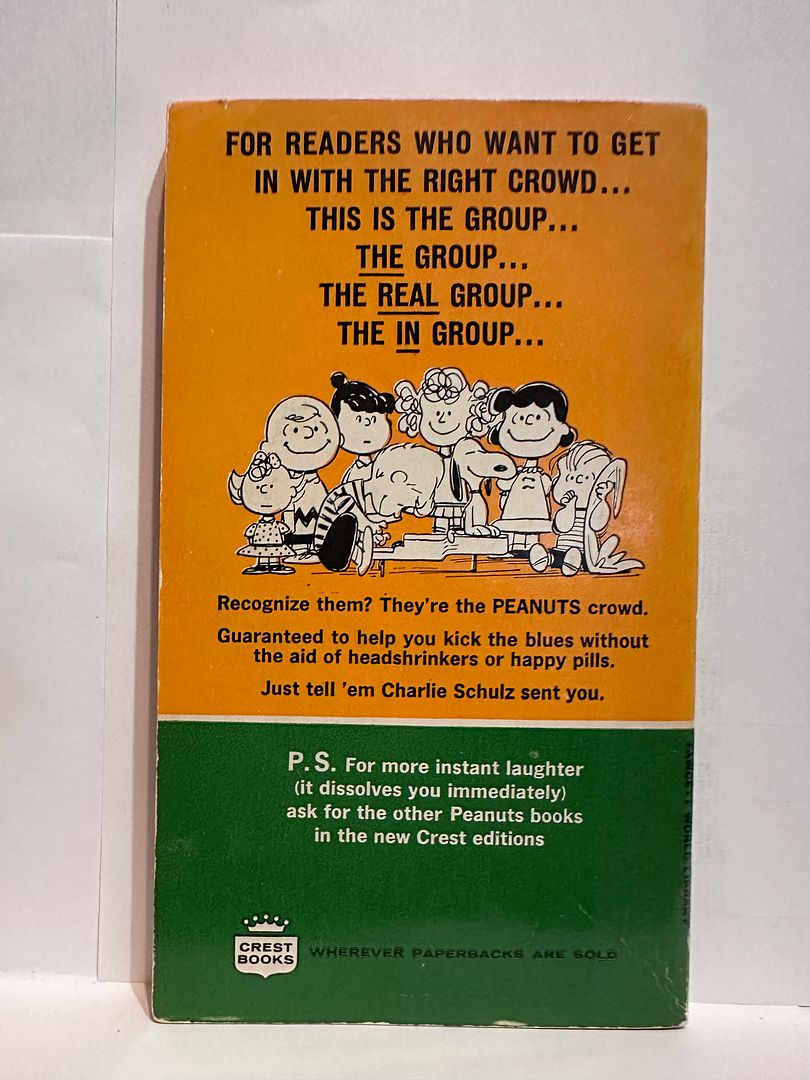 FOR READERS WHO WANT TO GET
IN WITH THE RIGHT CROWD...
THIS IS THE GROUP...
THE GROUP...
THE REAL GROUP...
THE IN GROUP...
Recognize them? They're the PEANUTS crowd.
Guaranteed to help you kick the blues without
the aid of headshrinkers or happy pills.
Just tell 'em Charlie Schulz sent you.
P.S. For more instant laughter
(it dissolves you immediately)
ask for the other Peanuts books
in the new Crest editions
CREST
BOOKS
WHEREVER PAPERBACKS ARE SOLD
FAWCETT WORLD LIBRARY